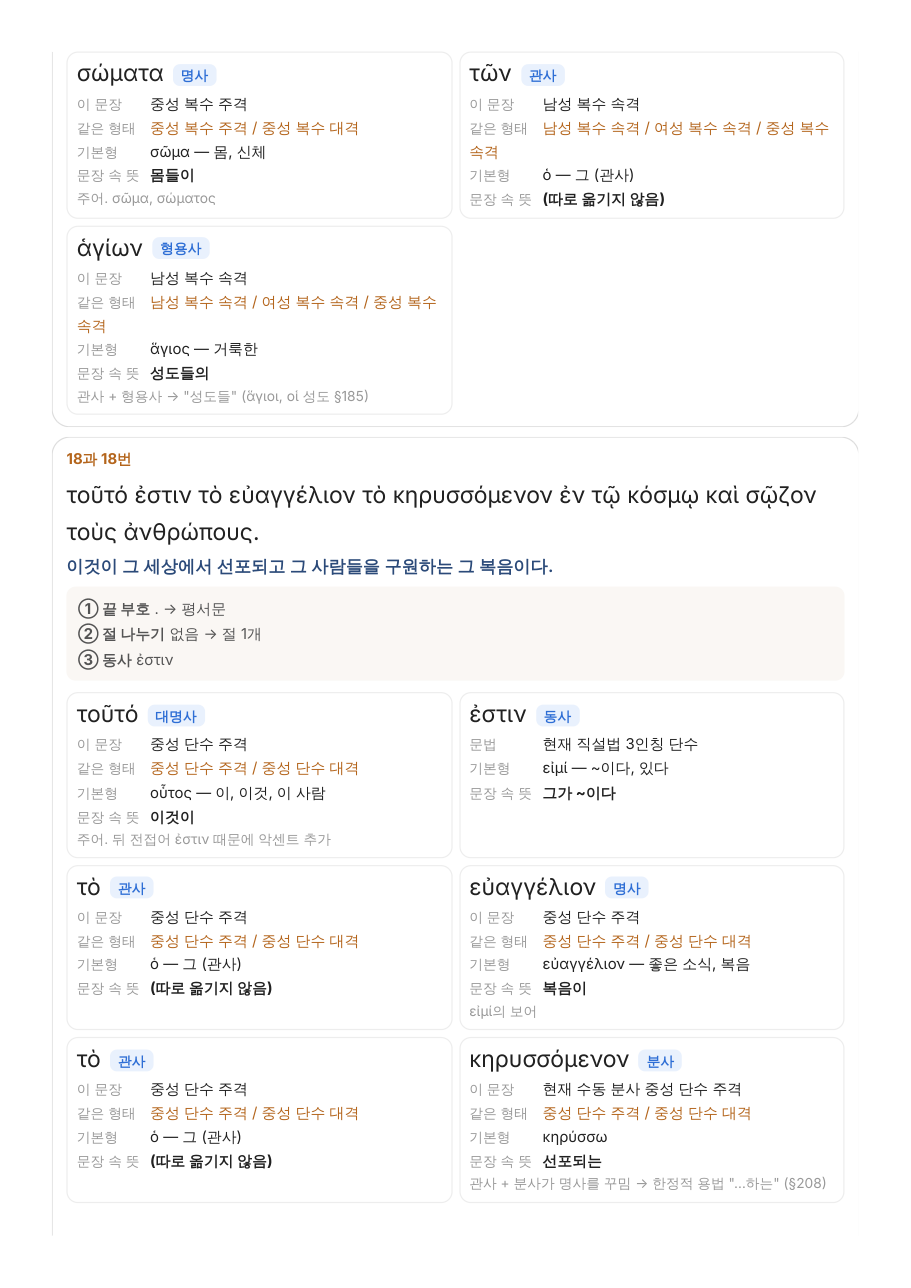 σώματα 명사
이 문장 중성 복수 주격
같은 형태 중성 복수 주격 / 중성 복수 대격
기본형 σῶμα — 몸, 신체
문장 속 뜻 몸들이
주어. σῶμα, σώματος
τῶν 관사
이 문장 남성 복수 속격
같은 형태 남성 복수 속격 / 여성 복수 속격 / 중성 복수
속격
기본형 ὁ — 그 (관사)
문장 속 뜻 (따로 옮기지 않음)
ἁγίων 형용사
이 문장 남성 복수 속격
같은 형태 남성 복수 속격 / 여성 복수 속격 / 중성 복수
속격
기본형 ἅγιος — 거룩한
문장 속 뜻 성도들의
관사 + 형용사 → "성도들" (ἅγιοι, οἱ 성도 §185)
18과 18번
τοῦτό ἐστιν τὸ εὐαγγέλιον τὸ κηρυσσόμενον ἐν τῷ κόσμῳ καὶ σῷζον
τοὺς ἀνθρώπους.
이것이 그 세상에서 선포되고 그 사람들을 구원하는 그 복음이다.
① 끝 부호 . → 평서문
② 절 나누기 없음 → 절 1개
③ 동사 ἐστιν
τοῦτό 대명사
이 문장 중성 단수 주격
같은 형태 중성 단수 주격 / 중성 단수 대격
기본형 οὗτος — 이, 이것, 이 사람
문장 속 뜻 이것이
주어. 뒤 전접어 ἐστιν 때문에 악센트 추가
ἐστιν 동사
문법 현재 직설법 3인칭 단수
기본형 εἰμί — ~이다, 있다
문장 속 뜻 그가 ~이다
τὸ 관사
이 문장 중성 단수 주격
같은 형태 중성 단수 주격 / 중성 단수 대격
기본형 ὁ — 그 (관사)
문장 속 뜻 (따로 옮기지 않음)
εὐαγγέλιον 명사
이 문장 중성 단수 주격
같은 형태 중성 단수 주격 / 중성 단수 대격
기본형 εὐαγγέλιον — 좋은 소식, 복음
문장 속 뜻 복음이
εἰμί의 보어
τὸ 관사
이 문장 중성 단수 주격
같은 형태 중성 단수 주격 / 중성 단수 대격
기본형 ὁ — 그 (관사)
문장 속 뜻 (따로 옮기지 않음)
κηρυσσόμενον 분사
이 문장 현재 수동 분사 중성 단수 주격
같은 형태 중성 단수 주격 / 중성 단수 대격
기본형 κηρύσσω
문장 속 뜻 선포되는
관사 + 분사가 명사를 꾸밈 → 한정적 용법 "...하는" (§208)